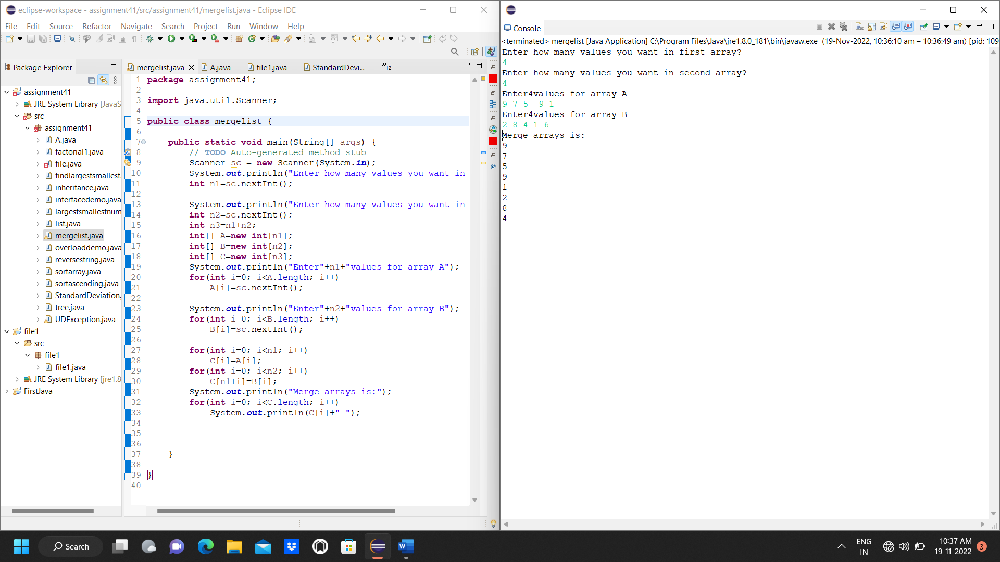 eclipse-workspace - assignment41/src/assignment41/mergelist.java - Eclipse IDE
File Edit Source Refactor Navigate Search Project Run Window Help
Package Explorer
assignment41
JRE System Library [JavaS
src
assignment41
A.java
factorial1.java
file.java
findlargestsmallest.
inheritance.java
interfacedemo.java
largestsmallestnum
list.java
mergelist.java
overloaddemo.java
reversestring.java
sortarray.java
sortascending.java
StandardDeviation.
tree.java
UDException.java
file1
src
file1
file1.java
JRE System Library [jre1.8
FirstJava
mergelist.java A.java file1.java StandardDevi... »12
1 package assignment41;
2
3 import java.util.Scanner;
4
5 public class mergelist {
6
7 public static void main(String[] args) {
8 // TODO Auto-generated method stub
9 Scanner sc = new Scanner(System.in);
10 System.out.println("Enter how many values you want in
11 int n1=sc.nextInt();
12
13 System.out.println("Enter how many values you want in
14 int n2=sc.nextInt();
15 int n3=n1+n2;
16 int[] A=new int[n1];
17 int[] B=new int[n2];
18 int[] C=new int[n3];
19 System.out.println("Enter"+n1+"values for array A");
20 for(int i=0; i<A.length; i++)
21 A[i]=sc.nextInt();
22
23 System.out.println("Enter"+n2+"values for array B");
24 for(int i=0; i<B.length; i++)
25 B[i]=sc.nextInt();
26
27 for(int i=0; i<n1; i++)
28 C[i]=A[i];
29 for(int i=0; i<n2; i++)
30 C[n1+i]=B[i];
31 System.out.println("Merge arrays is:");
32 for(int i=0; i<C.length; i++)
33 System.out.println(C[i]+" ");
34
35
36
37 }
38
39 }
40
Console
<terminated> mergelist [Java Application] C:\Program Files\Java\jre1.8.0_181\bin\javaw.exe (19-Nov-2022, 10:36:10 am – 10:36:49 am) [pid: 109
Enter how many values you want in first array?
4
Enter how many values you want in second array?
4
Enter4values for array A
9 7 5  9 1
Enter4values for array B
2 8 4 1 6
Merge arrays is:
9
7
5
9
1
2
8
4
Search
ENG
IN
10:37 AM
19-11-2022
3